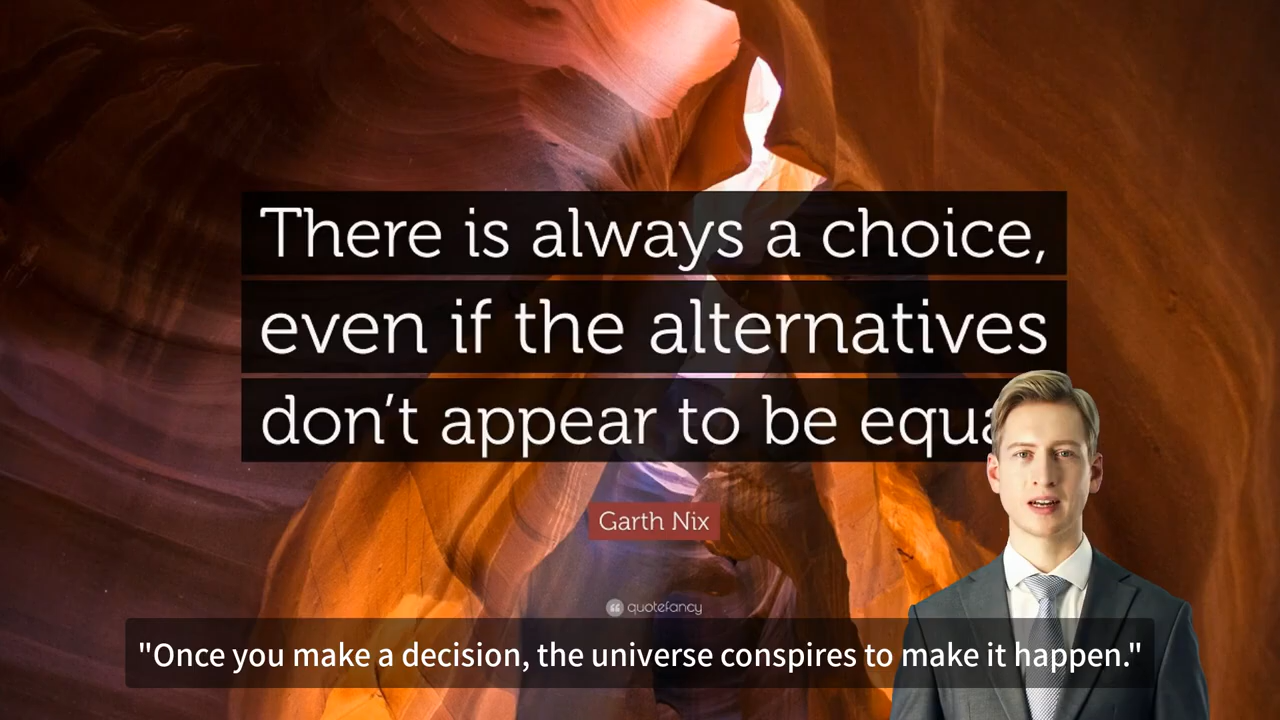 There is always a choice,
even if the alternatives
don't appear to be equa
Garth Nix
quotefancy
"Once you make a decision, the universe conspires to make it happen."